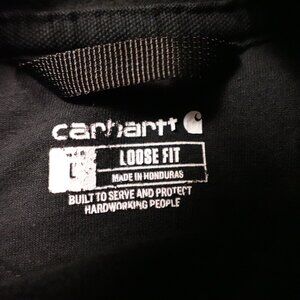 carhartt
L LOOSE FIT
MADE IN HONDURAS
BUILT TO SERVE AND PROTECT
HARDWORKING PEOPLE